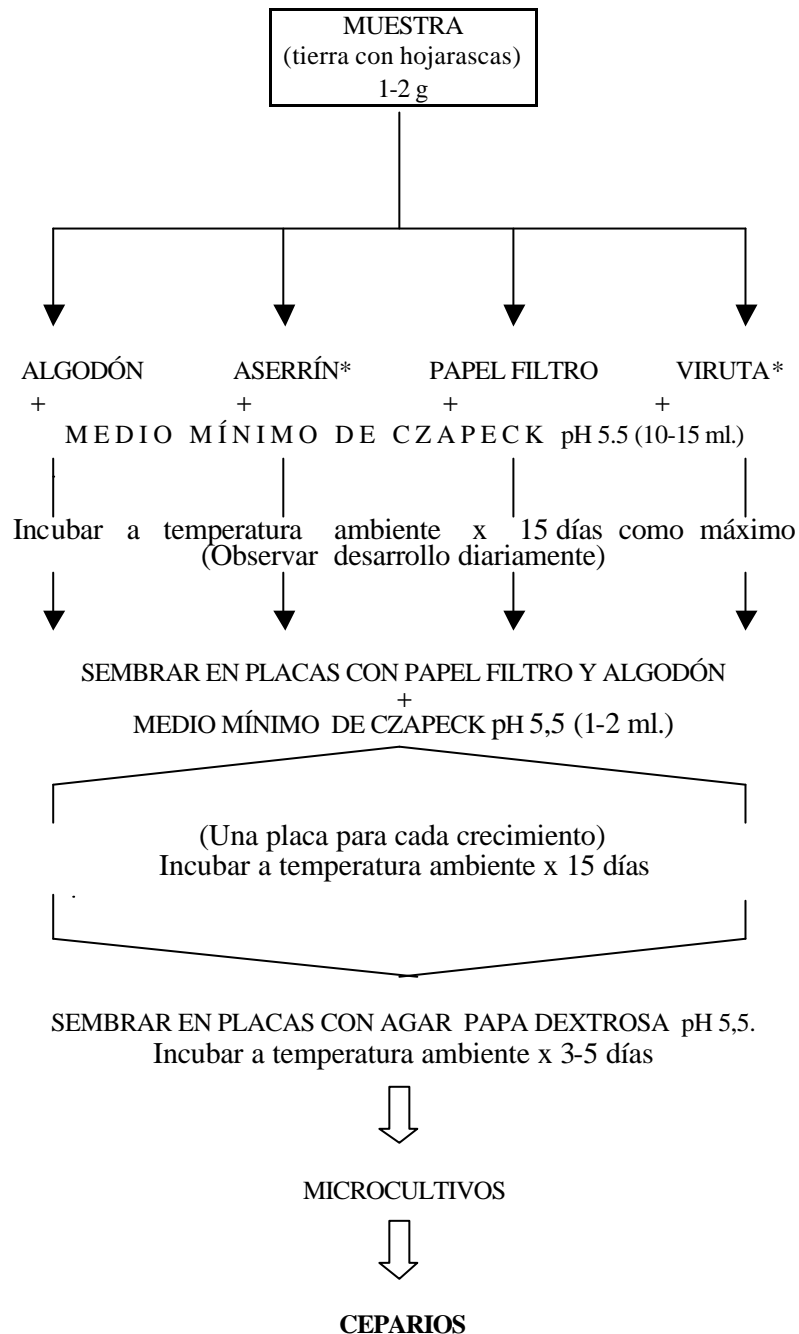 MUESTRA
(tierra con hojarascas)
1-2 g
ALGODÓN ASERRÍN* PAPEL FILTRO VIRUTA*
+ + + +
MEDIO MÍNIMO DE CZAPECK pH 5.5 (10-15 ml.)
Incubar a temperatura ambiente x 15 días como máximo
(Observar desarrollo diariamente)
SEMBRAR EN PLACAS CON PAPEL FILTRO Y ALGODÓN
+
MEDIO MÍNIMO DE CZAPECK pH 5,5 (1-2 ml.)
(Una placa para cada crecimiento)
Incubar a temperatura ambiente x 15 días
SEMBRAR EN PLACAS CON AGAR PAPA DEXTROSA pH 5,5.
Incubar a temperatura ambiente x 3-5 días
MICROCULTIVOS
CEPARIOS